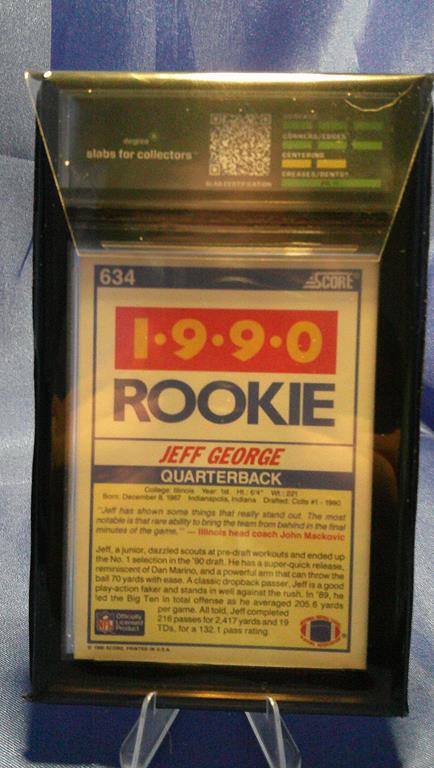 degree
slabs for collectors
SLAB CERTIFICATION
CORNERS/EDGES
CENTERING
CREASES/DENTS?
634
SCORE
1·9·9·0
ROOKIE
JEFF GEORGE
QUARTERBACK
College: Illinois Year: 1st Ht.: 6'4" Wt.: 221
Born: December 8, 1967 Indianapolis, Indiana Drafted: Colts #1 - 1990
"Jeff has shown some things that really stand out. The most
notable is that rare ability to bring the team from behind in the final
minutes of the game." — Illinois head coach John Mackovic
Jeff, a junior, dazzled scouts at pre-draft workouts and ended up
the No. 1 selection in the '90 draft. He has a super-quick release,
reminiscent of Dan Marino, and a powerful arm that can throw the
ball 70 yards with ease. A classic dropback passer, Jeff is a good
play-action faker and stands in well against the rush. In '89, he
led the Big Ten in total offense as he averaged 205.6 yards
per game. All told, Jeff completed
216 passes for 2,417 yards and 19
TDs, for a 132.1 pass rating.
NFL
Officially
Licensed
Product
© 1990 SCORE, PRINTED IN U.S.A.